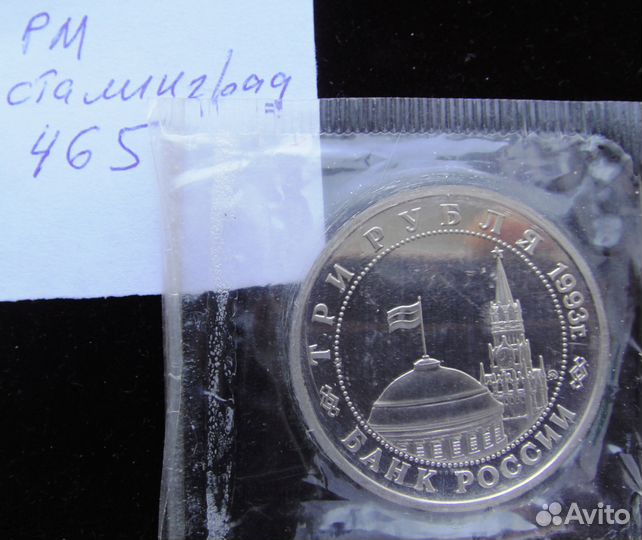 РМ
сталинград
465
ТРИ РУБЛЯ 1993г.
БАНК РОССИИ
Avito